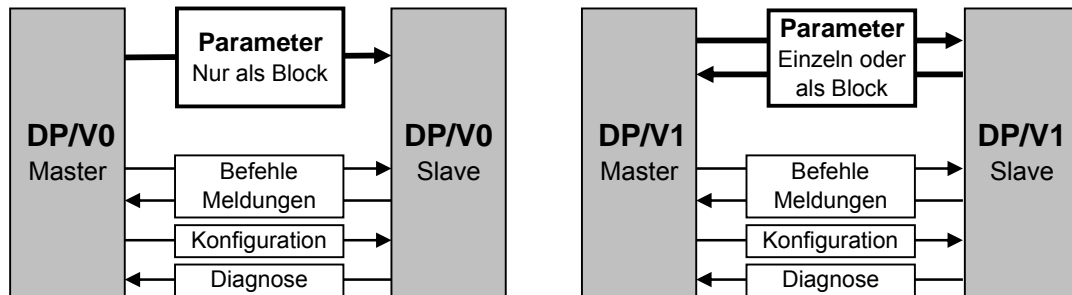 Parameter
Nur als Block
DP/V0
Master
DP/V0
Slave
Befehle
Meldungen
Konfiguration
Diagnose
Parameter
Einzeln oder
als Block
DP/V1
Master
DP/V1
Slave
Befehle
Meldungen
Konfiguration
Diagnose